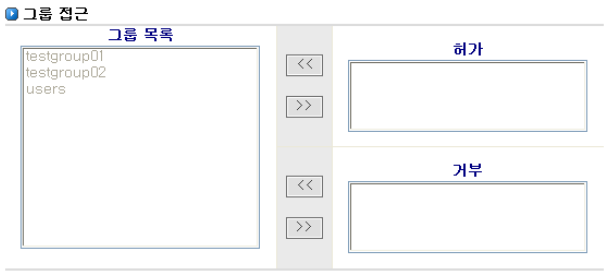 그룹 접근
그룹 목록
testgroup01
testgroup02
users
<<
>>
허가
<<
>>
거부